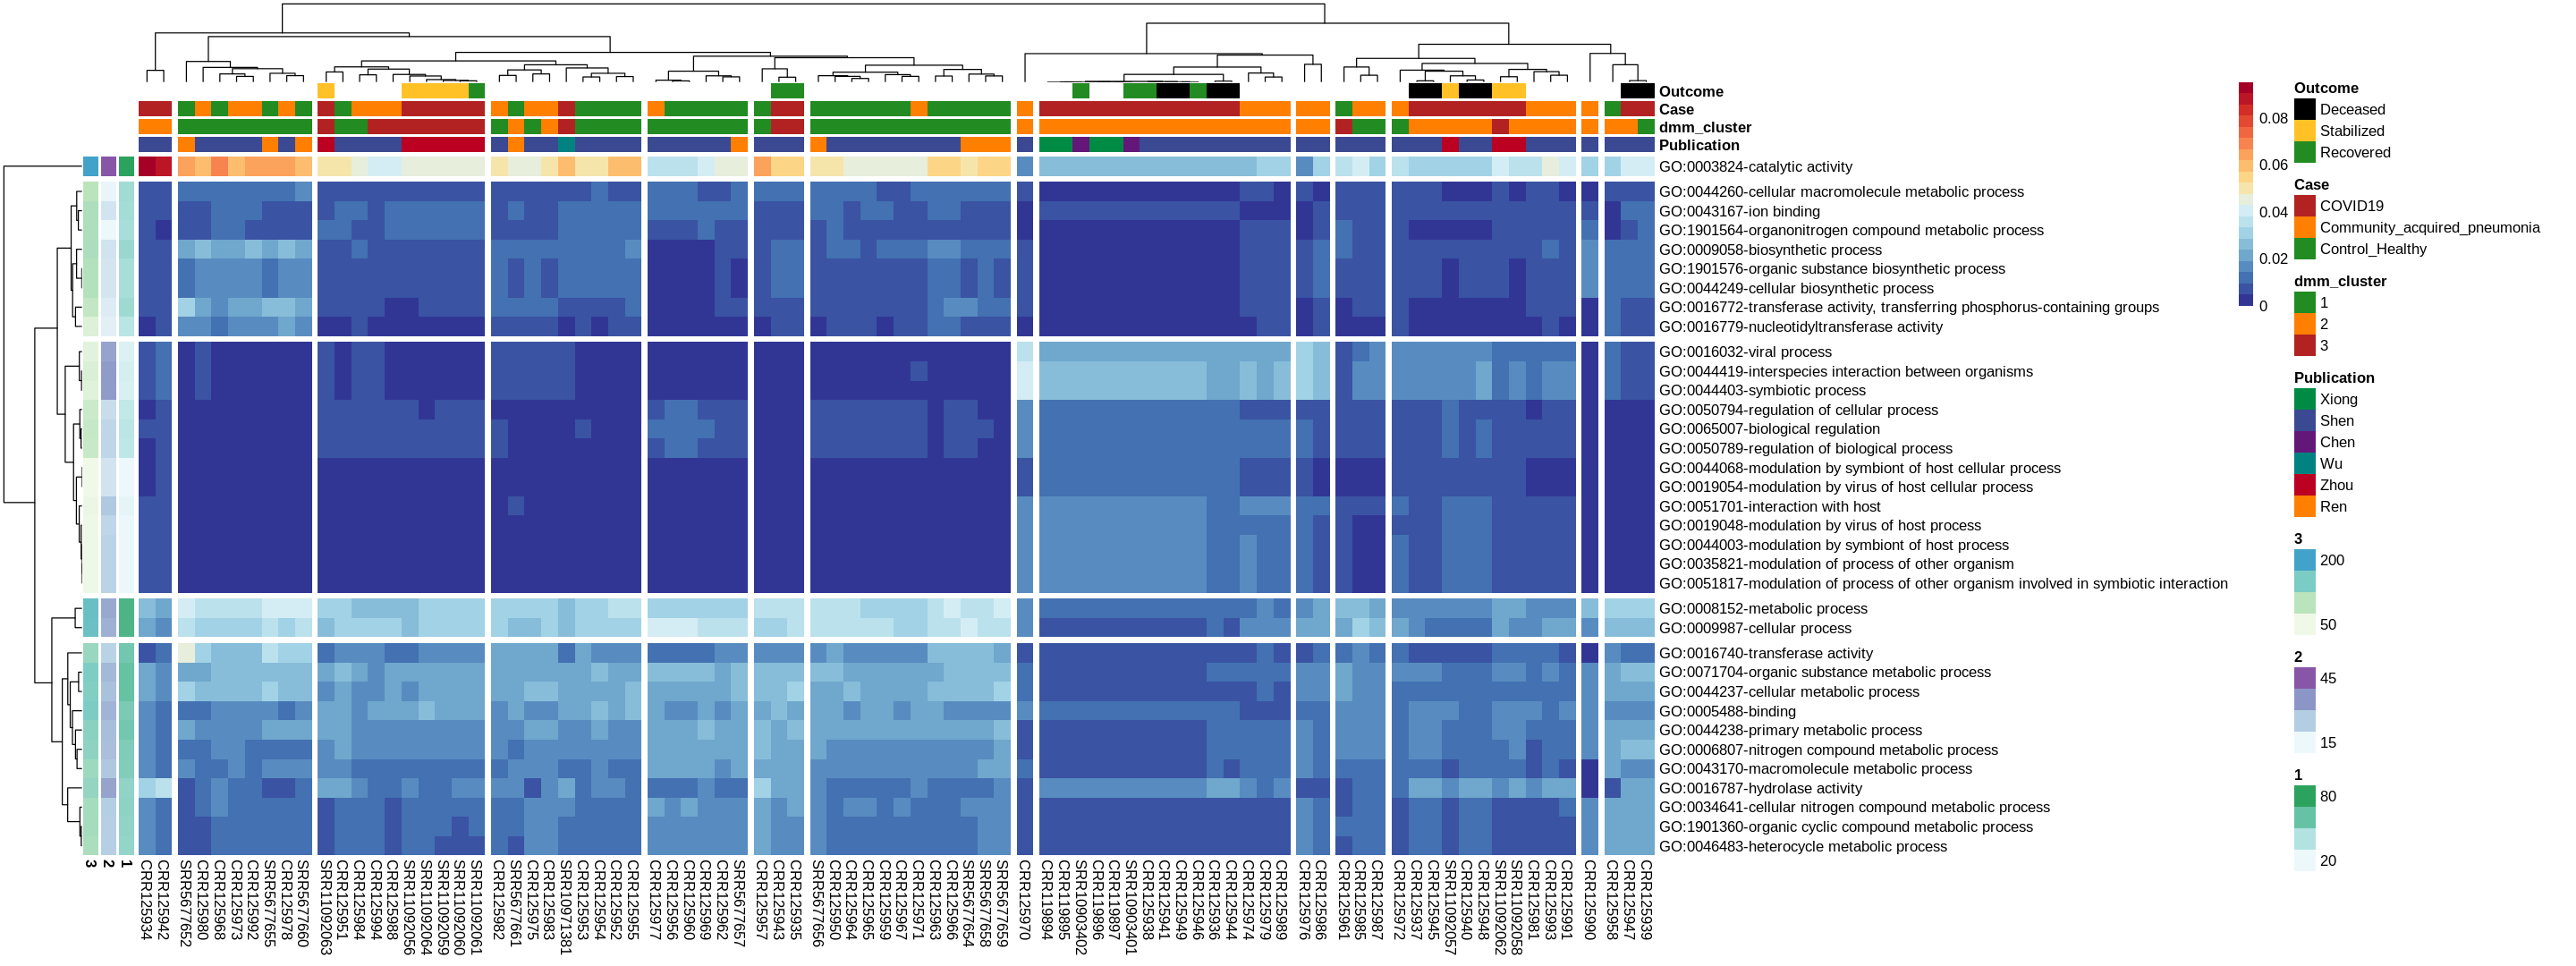 Outcome
Case
dmm_cluster
Publication
GO:0003824-catalytic activity
GO:0044260-cellular macromolecule metabolic process
GO:0043167-ion binding
GO:1901564-organonitrogen compound metabolic process
GO:0009058-biosynthetic process
GO:1901576-organic substance biosynthetic process
GO:0044249-cellular biosynthetic process
GO:0016772-transferase activity, transferring phosphorus-containing groups
GO:0016779-nucleotidyltransferase activity
GO:0016032-viral process
GO:0044419-interspecies interaction between organisms
GO:0044403-symbiotic process
GO:0050794-regulation of cellular process
GO:0065007-biological regulation
GO:0050789-regulation of biological process
GO:0044068-modulation by symbiont of host cellular process
GO:0019054-modulation by virus of host cellular process
GO:0051701-interaction with host
GO:0019048-modulation by virus of host process
GO:0044003-modulation by symbiont of host process
GO:0035821-modulation of process of other organism
GO:0051817-modulation of process of other organism involved in symbiotic interaction
GO:0008152-metabolic process
GO:0009987-cellular process
GO:0016740-transferase activity
GO:0071704-organic substance metabolic process
GO:0044237-cellular metabolic process
GO:0005488-binding
GO:0044238-primary metabolic process
GO:0006807-nitrogen compound metabolic process
GO:0043170-macromolecule metabolic process
GO:0016787-hydrolase activity
GO:0034641-cellular nitrogen compound metabolic process
GO:1901360-organic cyclic compound metabolic process
GO:0046483-heterocycle metabolic process
3
2
1
CRR125934
CRR125942
SRR5677652
CRR125980
CRR125968
CRR125973
CRR125992
SRR5677655
CRR125978
SRR5677660
SRR11092063
CRR125951
CRR125984
CRR125994
CRR125988
SRR11092056
SRR11092064
SRR11092059
SRR11092060
SRR11092061
CRR125982
SRR5677661
CRR125975
CRR125983
SRR10971381
CRR125953
CRR125954
CRR125952
CRR125955
CRR125977
CRR125956
CRR125960
CRR125969
CRR125962
SRR5677657
CRR125957
CRR125943
CRR125935
SRR5677656
CRR125950
CRR125964
CRR125965
CRR125959
CRR125967
CRR125971
CRR125963
CRR125966
SRR5677654
SRR5677658
SRR5677659
CRR125970
CRR119894
CRR119895
SRR10903402
CRR119896
CRR119897
SRR10903401
CRR125938
CRR125941
CRR125949
CRR125946
CRR125936
CRR125944
CRR125974
CRR125979
CRR125989
CRR125976
CRR125986
CRR125961
CRR125985
CRR125987
CRR125972
CRR125937
CRR125945
SRR11092057
CRR125940
CRR125948
SRR11092062
SRR11092058
CRR125981
CRR125993
CRR125991
CRR125990
CRR125958
CRR125947
CRR125939
0.08
0.06
0.04
0.02
0
Outcome
Deceased
Stabilized
Recovered
Case
COVID19
Community_acquired_pneumonia
Control_Healthy
dmm_cluster
1
2
3
Publication
Xiong
Shen
Chen
Wu
Zhou
Ren
3
200
50
2
45
15
1
80
20